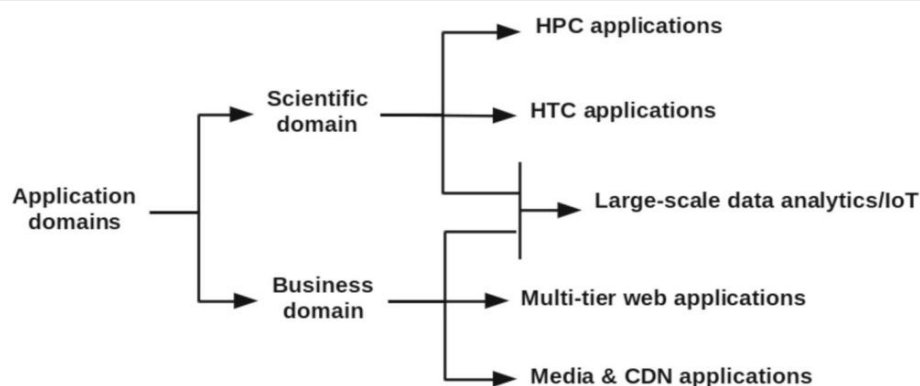 HPC applications
Scientific
domain
HTC applications
Application
domains
Large-scale data analytics/IoT
Business
domain
Multi-tier web applications
Media & CDN applications